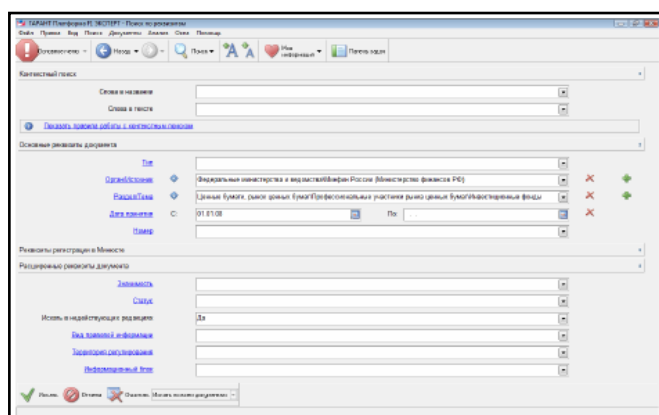 ГАРАНТ Платформа F1 ЭКСПЕРТ - Поиск по реквизитам
Файл Правка Вид Поиск Документы Анализ Окна Помощь
Назад Поиск Моя информация Панель задач
Контекстный поиск
Слова в названии
Слова в тексте
Показать правила работы с контекстным поиском
Основные реквизиты документа
Тип
Орган/Источник Федеральные министерства и ведомства\Минфин России (Министерство финансов РФ)
Раздел/Тема Ценные бумаги, рынок ценных бумаг\Профессиональные участники рынка ценных бумаг\Инвестиционные фонды
Дата принятия С: 01.01.08 По: . .
Номер
Реквизиты регистрации в Минюсте
Расширенные реквизиты документа
Значимость
Статус
Искать в недействующих редакциях Да
Вид правовой информации
Территория регулирования
Информационный блок
Искать Отмена Очистить